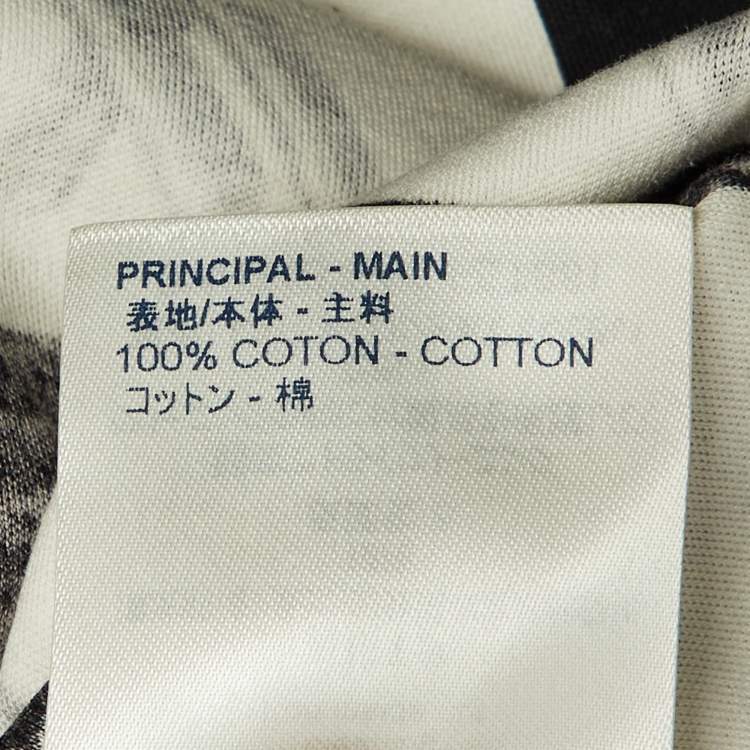 PRINCIPAL - MAIN
表地/本体 - 主料
100% COTON - COTTON
コットン - 棉